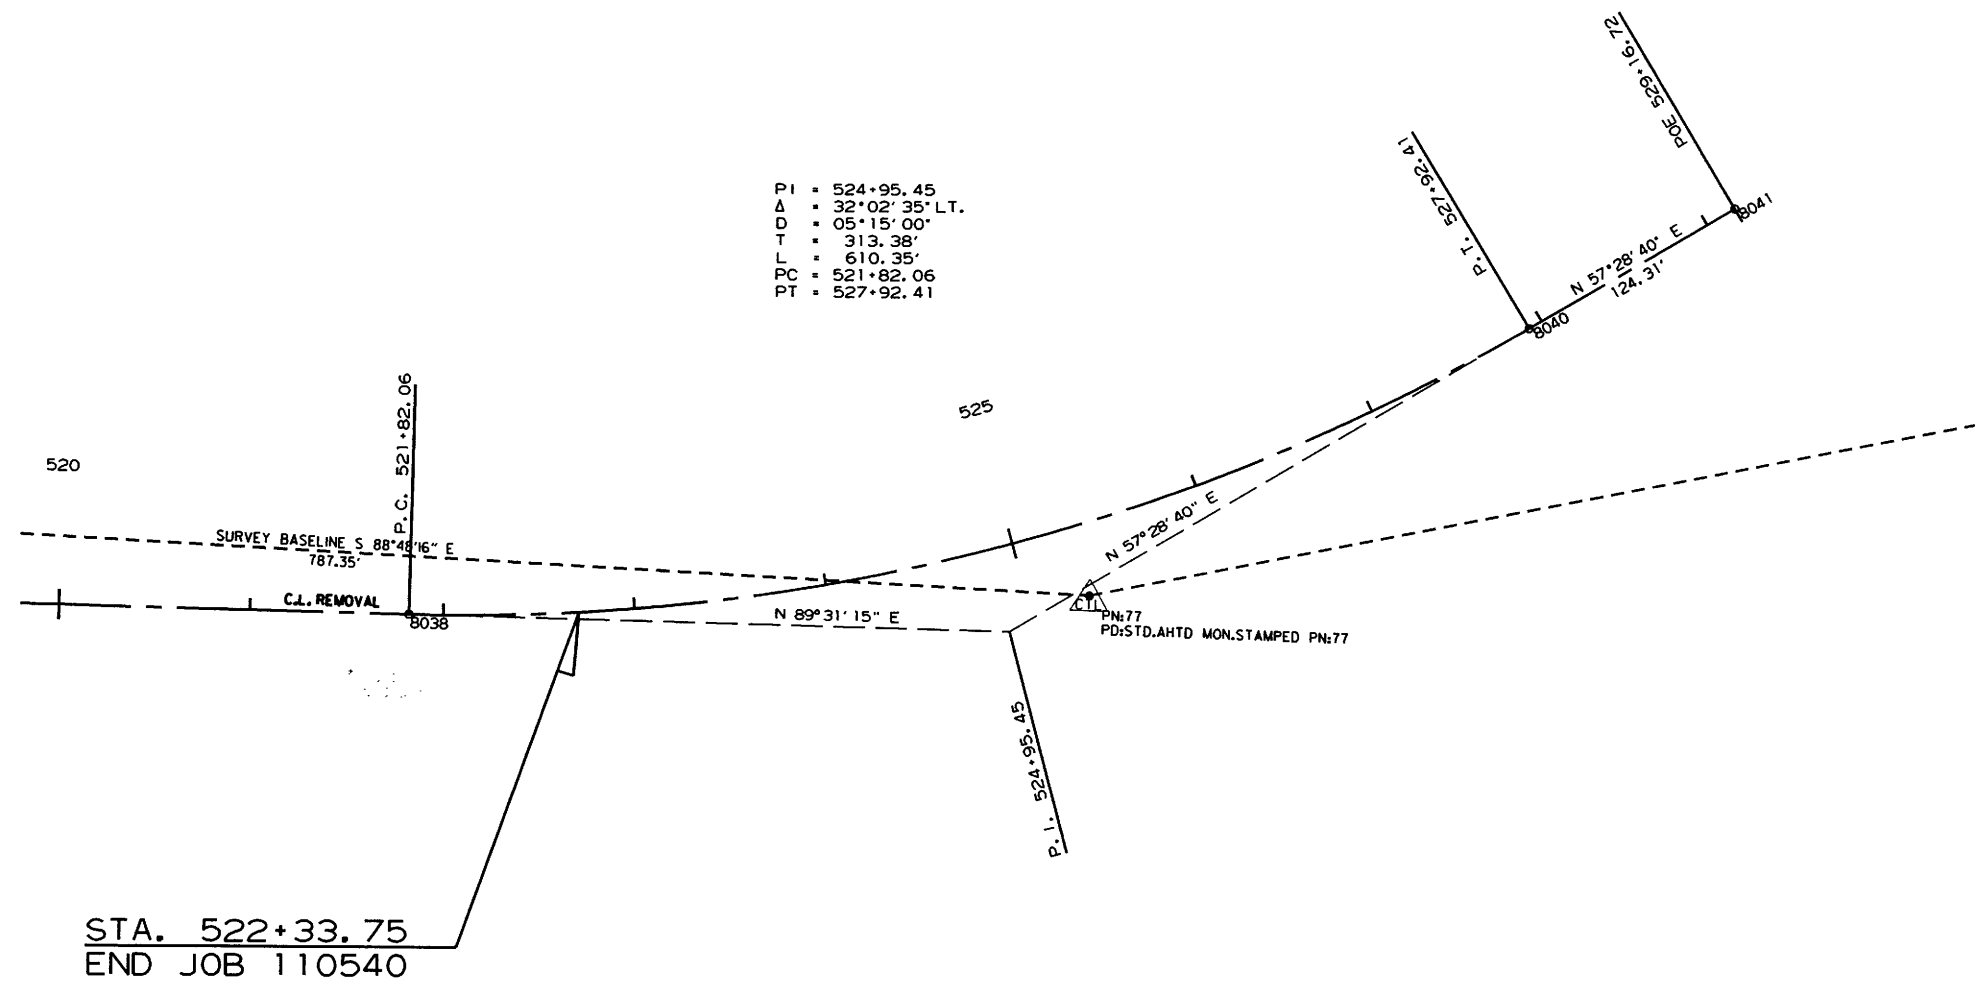 POE 529+16.72
P.T. 527+92.41
PI = 524+95.45
Δ = 32°02'35" LT.
D = 05°15'00"
T = 313.38'
L = 610.35'
PC = 521+82.06
PT = 527+92.41
8041
N 57°28'40" E
124.31'
8040
P.C. 521+82.06
525
520
N 57°28'40" E
SURVEY BASELINE S 88°48'16" E
787.35'
C.L. REMOVAL
8038
N 89°31'15" E
CTL
PN:77
PD:STD.AHTD MON.STAMPED PN:77
P.I. 524+95.45
STA. 522+33.75
END JOB 110540